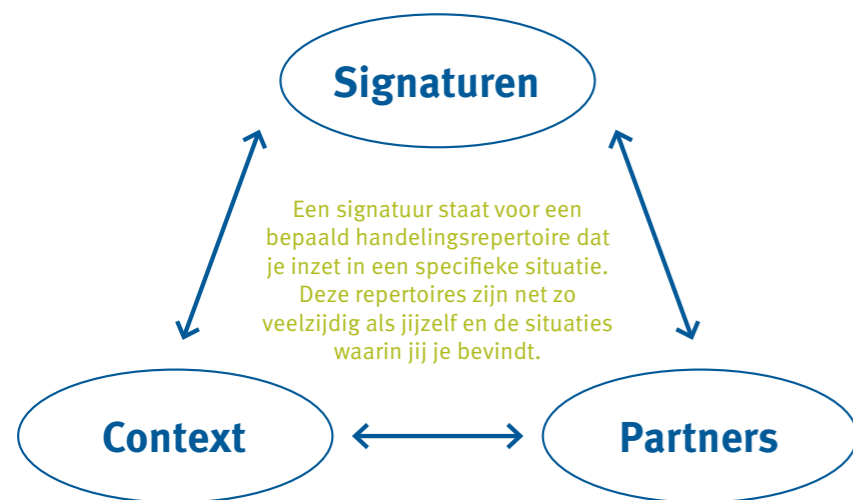 Signaturen
Een signatuur staat voor een
bepaald handelingsrepertoire dat
je inzet in een specifieke situatie.
Deze repertoires zijn net zo
veelzijdig als jijzelf en de situaties
waarin jij je bevindt.
Context
Partners